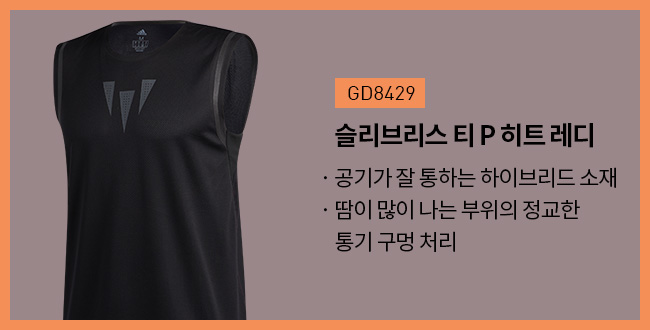 adidas
GD8429
슬리브리스 티 P 히트 레디
· 공기가 잘 통하는 하이브리드 소재
· 땀이 많이 나는 부위의 정교한
통기 구멍 처리